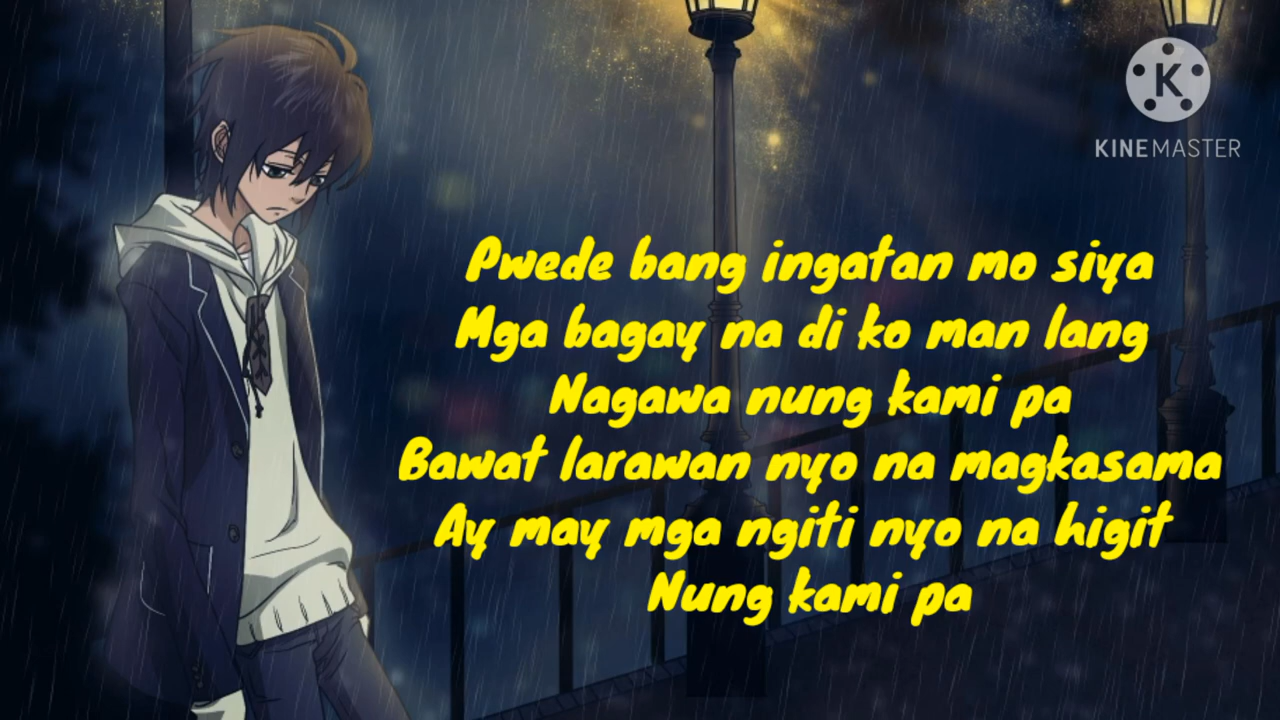 K
KINEMASTER
Pwede bang ingatan mo siya
Mga bagay na di ko man lang
Nagawa nung kami pa
Bawat larawan nyo na magkasama
Ay may mga ngiti nyo na higit
Nung kami pa